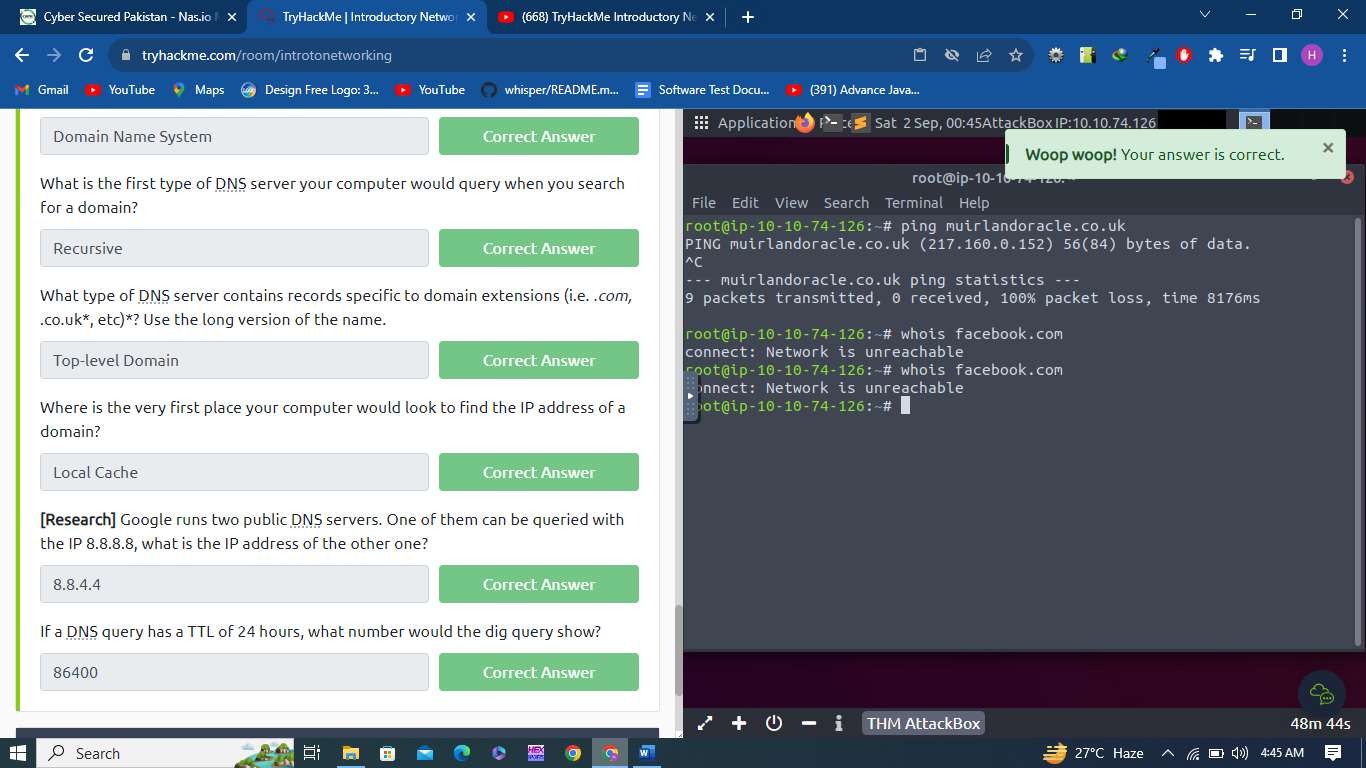 Cyber Secured Pakistan - Nas.io
TryHackMe | Introductory Networ
(668) TryHackMe Introductory Ne
tryhackme.com/room/introtonetworking
H
Gmail
YouTube
Maps
Design Free Logo: 3...
YouTube
whisper/README.m...
Software Test Docu...
(391) Advance Java...
Domain Name System
Correct Answer
What is the first type of DNS server your computer would query when you search
for a domain?
Recursive
Correct Answer
What type of DNS server contains records specific to domain extensions (i.e. .com,
.co.uk*, etc)*? Use the long version of the name.
Top-level Domain
Correct Answer
Where is the very first place your computer would look to find the IP address of a
domain?
Local Cache
Correct Answer
[Research] Google runs two public DNS servers. One of them can be queried with
the IP 8.8.8.8, what is the IP address of the other one?
8.8.4.4
Correct Answer
If a DNS query has a TTL of 24 hours, what number would the dig query show?
86400
Correct Answer
Sat 2 Sep, 00:45 AttackBox IP:10.10.74.126
Woop woop! Your answer is correct.
File Edit View Search Terminal Help
root@ip-10-10-74-126:~# ping muirlandoracle.co.uk
PING muirlandoracle.co.uk (217.160.0.152) 56(84) bytes of data.
^C
--- muirlandoracle.co.uk ping statistics ---
9 packets transmitted, 0 received, 100% packet loss, time 8176ms
root@ip-10-10-74-126:~# whois facebook.com
connect: Network is unreachable
root@ip-10-10-74-126:~# whois facebook.com
onnect: Network is unreachable
oot@ip-10-10-74-126:~#
THM AttackBox
48m 44s
Search
HEX
27°C Haze
4:45 AM